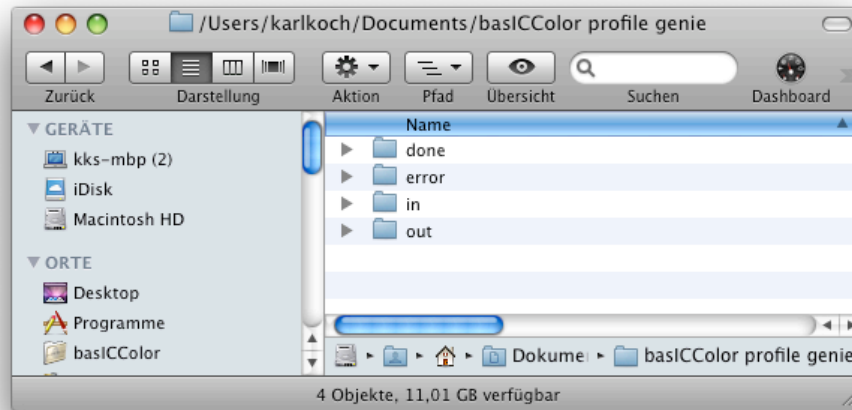 /Users/karlkoch/Documents/basICColor profile genie
Zurück Darstellung Aktion Pfad Übersicht Suchen Dashboard
GERÄTE
kks-mbp (2)
iDisk
Macintosh HD
ORTE
Desktop
Programme
basICColor
Name
done
error
in
out
Dokume basICColor profile genie
4 Objekte, 11,01 GB verfügbar